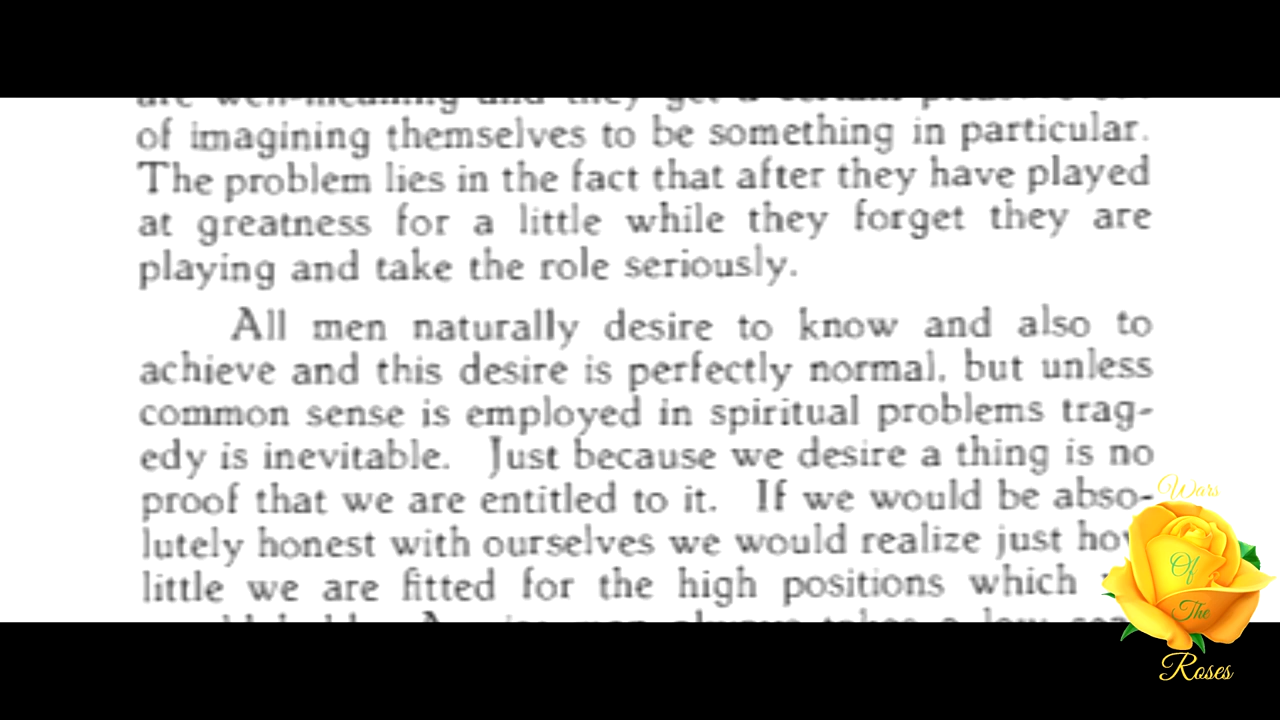 of imagining themselves to be something in particular.
The problem lies in the fact that after they have played
at greatness for a little while they forget they are
playing and take the role seriously.
All men naturally desire to know and also to
achieve and this desire is perfectly normal, but unless
common sense is employed in spiritual problems trag-
edy is inevitable. Just because we desire a thing is no
proof that we are entitled to it. If we would be abso-
lutely honest with ourselves we would realize just
little we are fitted for the high positions which
Wars
Of
The
Roses